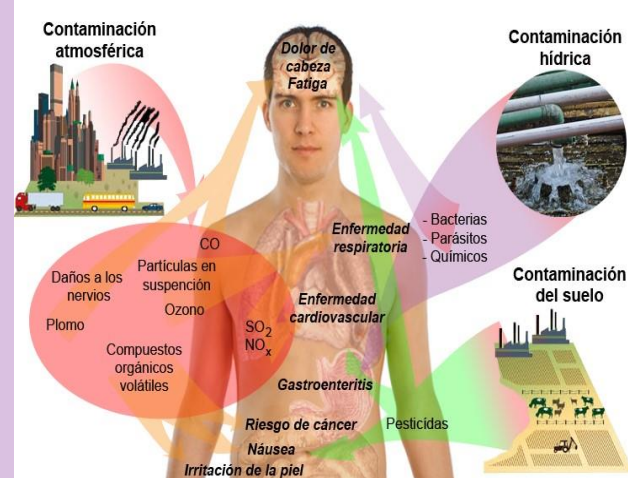 Contaminación
atmosférica
Dolor de
cabeza
Fatiga
Contaminación
hídrica
Enfermedad
respiratoria
- Bacterias
- Parásitos
- Químicos
CO
Partículas en
suspención
Daños a los
nervios
Ozono
Plomo
SO2
NOx
Compuestos
orgánicos
volátiles
Enfermedad
cardiovascular
Contaminación
del suelo
Gastroenteritis
Riesgo de cáncer
Pesticidas
Náusea
Irritación de la piel